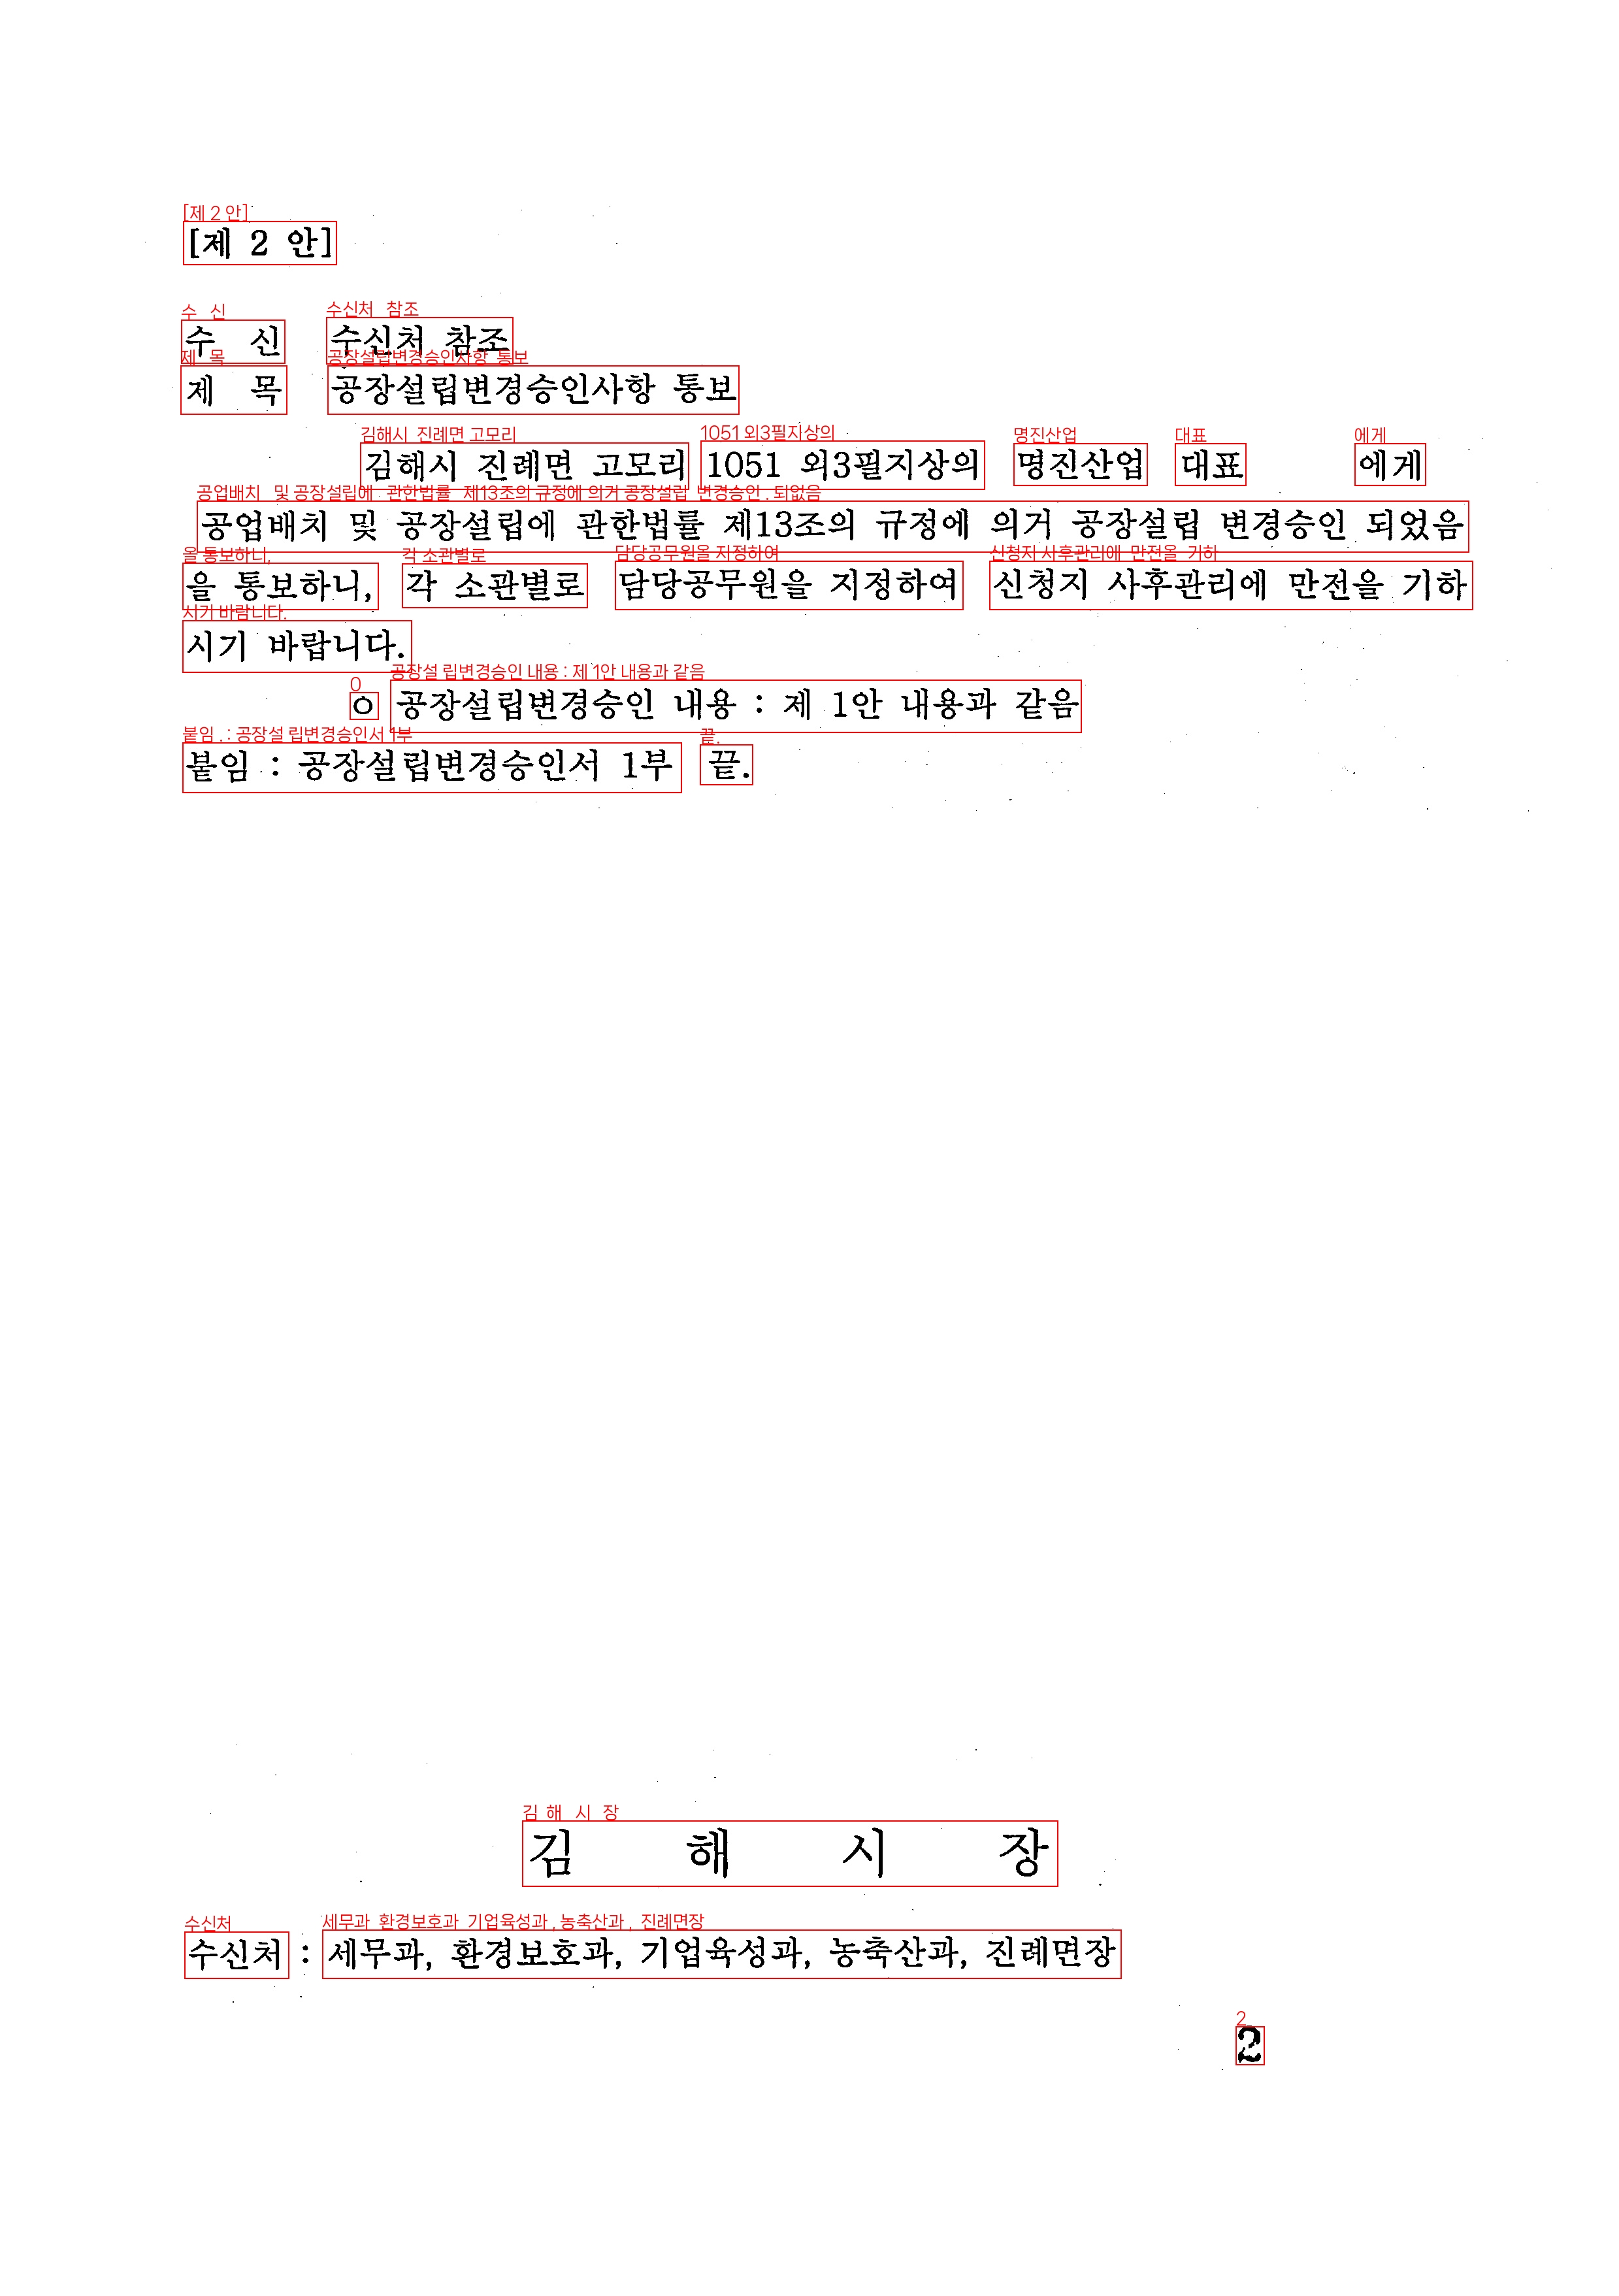 [제 2 안]
수 신 수신처 참조
제 목 공장설립변경승인사항 통보
김해시 진례면 고모리 1051 외3필지상의 명진산업 대표 에게
공업배치 및 공장설립에 관한법률 제13조의 규정에 의거 공장설립 변경승인 되었음
을 통보하니, 각 소관별로 담당공무원을 지정하여 신청지 사후관리에 만전을 기하
시기 바랍니다.
ㅇ 공장설립변경승인 내용 : 제 1안 내용과 같음
붙임 : 공장설립변경승인서 1부 끝.
김 해 시 장
수신처 : 세무과, 환경보호과, 기업육성과, 농축산과, 진례면장
2